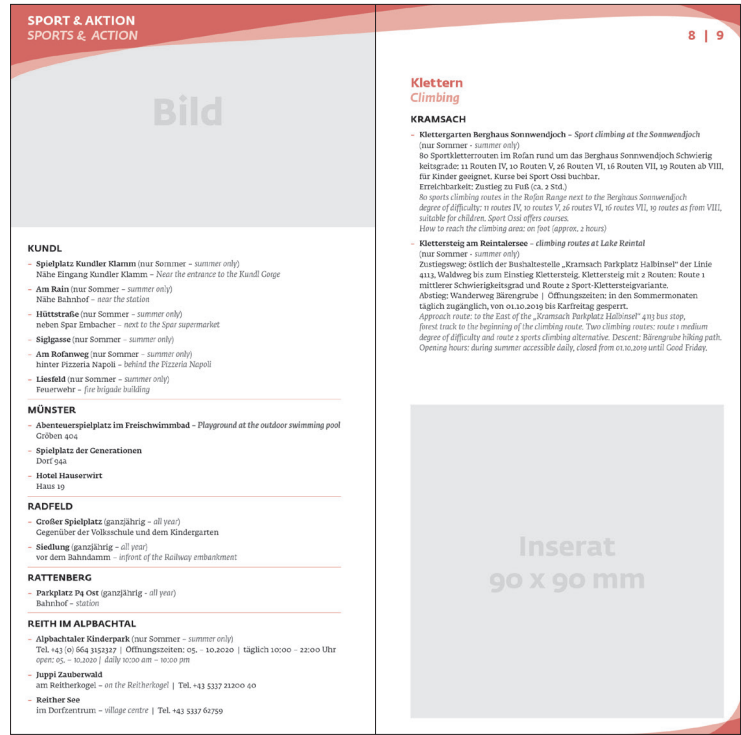 SPORT & AKTION
SPORTS & ACTION
Bild
KUNDL
– Spielplatz Kundler Klamm (nur Sommer – summer only)
Nähe Eingang Kundler Klamm – Near the entrance to the Kundl Gorge
– Am Rain (nur Sommer – summer only)
Nähe Bahnhof – near the station
– Hüttstraße (nur Sommer – summer only)
neben Spar Embacher – next to the Spar supermarket
– Siglgasse (nur Sommer – summer only)
– Am Rofanweg (nur Sommer – summer only)
hinter Pizzeria Napoli – behind the Pizzeria Napoli
– Liesfeld (nur Sommer – summer only)
Feuerwehr – fire brigade building
MÜNSTER
– Abenteuerspielplatz im Freischwimmbad – Playground at the outdoor swimming pool
Gröben 404
– Spielplatz der Generationen
Dorf 94a
– Hotel Hauserwirt
Haus 19
RADFELD
– Großer Spielplatz (ganzjährig – all year)
Gegenüber der Volksschule und dem Kindergarten
– Siedlung (ganzjährig – all year)
vor dem Bahndamm – infront of the Railway embankment
RATTENBERG
– Parkplatz P4 Ost (ganzjährig - all year)
Bahnhof – station
REITH IM ALPBACHTAL
– Alpbachtaler Kinderpark (nur Sommer – summer only)
Tel. +43 (0) 664 3152327 | Öffnungszeiten: 05. – 10.2020 | täglich 10:00 – 22:00 Uhr
open: 05. – 10.2020 | daily 10:00 am – 10:00 pm
– Juppi Zauberwald
am Reitherkogel – on the Reitherkogel | Tel. +43 5337 21200 40
– Reither See
im Dorfzentrum – village centre | Tel. +43 5337 62759
8 | 9
Klettern
Climbing
KRAMSACH
– Klettergarten Berghaus Sonnwendjoch – Sport climbing at the Sonnwendjoch
(nur Sommer - summer only)
80 Sportkletterrouten im Rofan rund um das Berghaus Sonnwendjoch Schwierig
keitsgrade: 11 Routen IV, 10 Routen V, 26 Routen VI, 16 Routen VII, 19 Routen ab VIII,
für Kinder geeignet. Kurse bei Sport Ossi buchbar.
Erreichbarkeit: Zustieg zu Fuß (ca. 2 Std.)
80 sports climbing routes in the Rofan Range next to the Berghaus Sonnwendjoch
degree of difficulty: 11 routes IV, 10 routes V, 26 routes VI, 16 routes VII, 19 routes as from VIII,
suitable for children, Sport Ossi offers courses.
How to reach the climbing area: on foot (approx. 2 hours)
– Klettersteig am Reintalersee – climbing routes at Lake Reintal
(nur Sommer - summer only)
Zustiegsweg: östlich der Bushaltestelle „Kramsach Parkplatz Halbinsel" der Linie
4113, Waldweg bis zum Einstieg Klettersteig. Klettersteig mit 2 Routen: Route 1
mittlerer Schwierigkeitsgrad und Route 2 Sport-Klettersteigvariante.
Abstieg: Wanderweg Bärengrube | Öffnungszeiten: in den Sommermonaten
täglich zugänglich, von 01.10.2019 bis Karfreitag gesperrt.
Approach route: to the East of the „Kramsach Parkplatz Halbinsel" 4113 bus stop,
forest track to the beginning of the climbing route. Two climbing routes: route 1 medium
degree of difficulty and route 2 sports climbing alternative. Descent: Bärengrube hiking path.
Opening hours: during summer accessible daily, closed from 01.10.2019 until Good Friday.
Inserat
90 x 90 mm